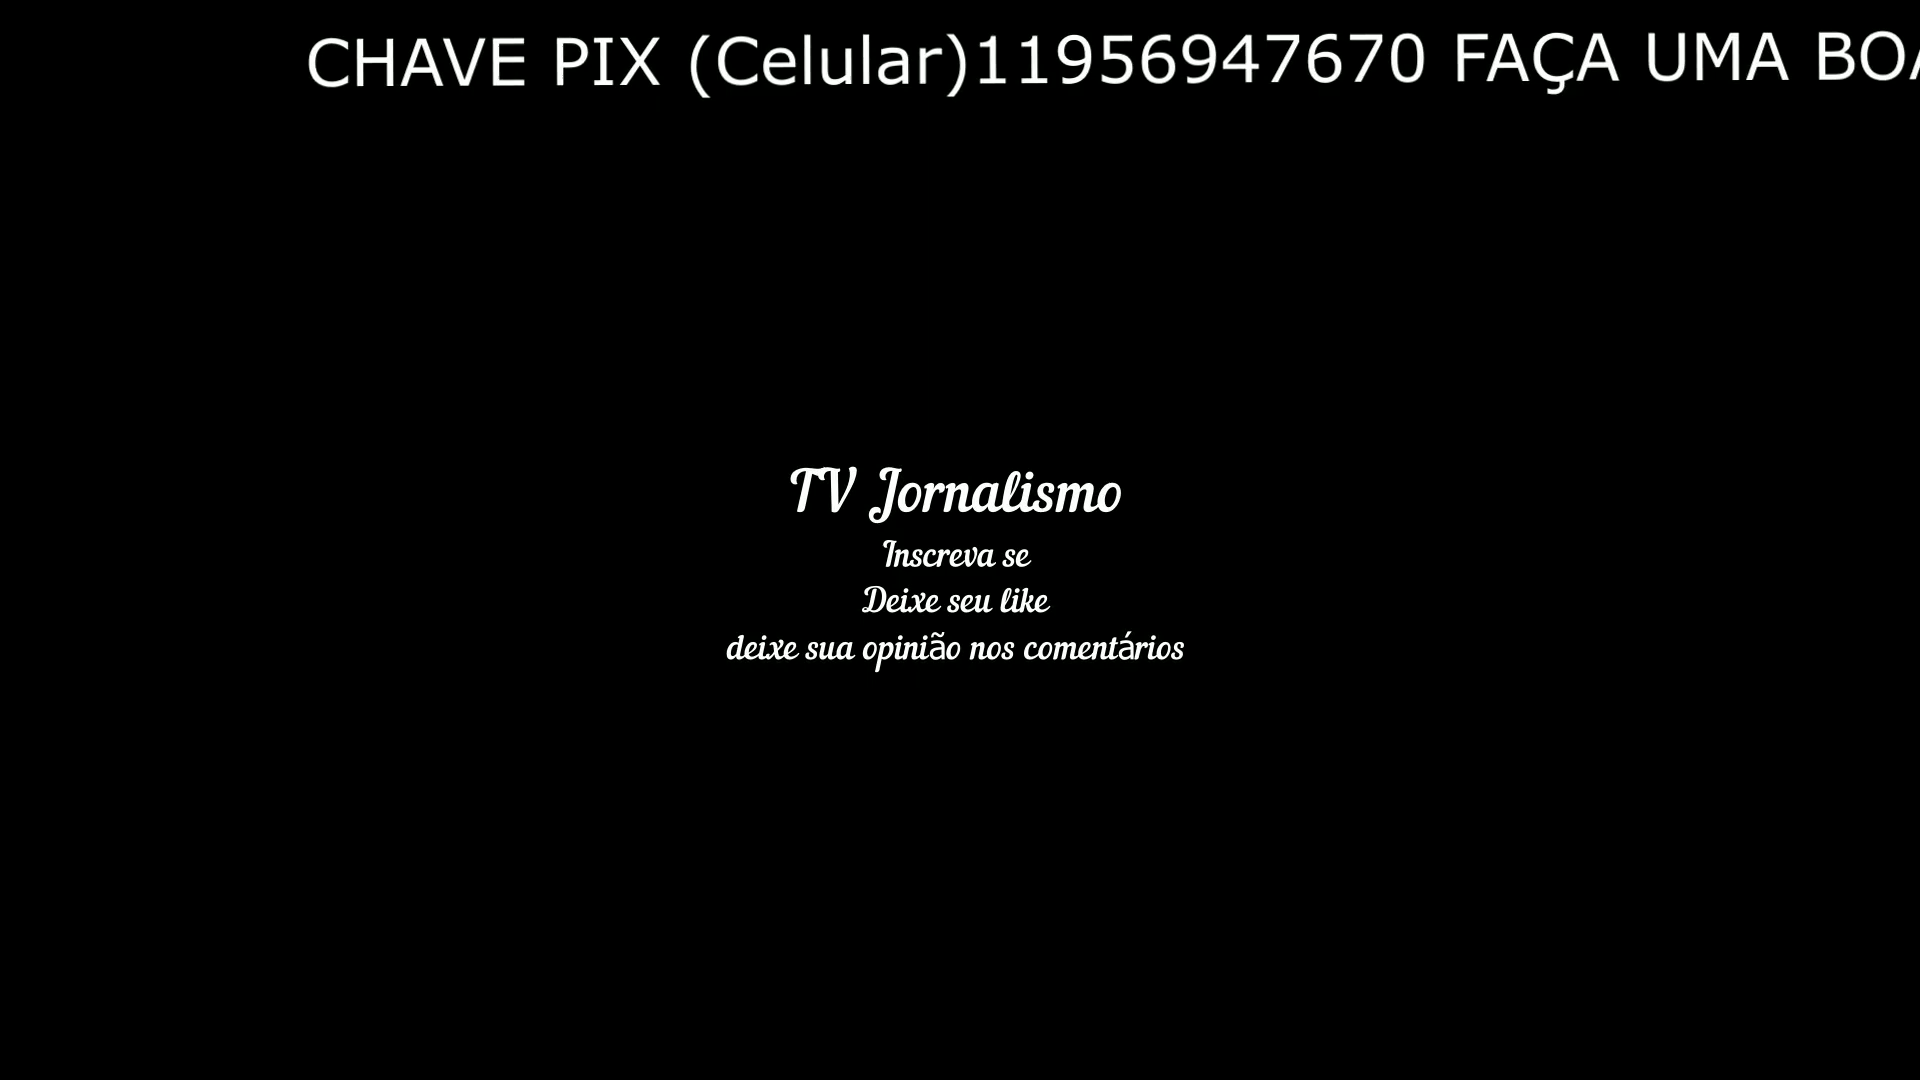 CHAVE PIX (Celular)11956947670 FAÇA UMA
TV Jornalismo
Inscreva se
Deixe seu like
deixe sua opinião nos comentários